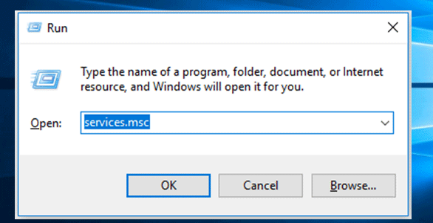 Run
Type the name of a program, folder, document, or Internet
resource, and Windows will open it for you.
Open: services.msc
OK Cancel Browse...